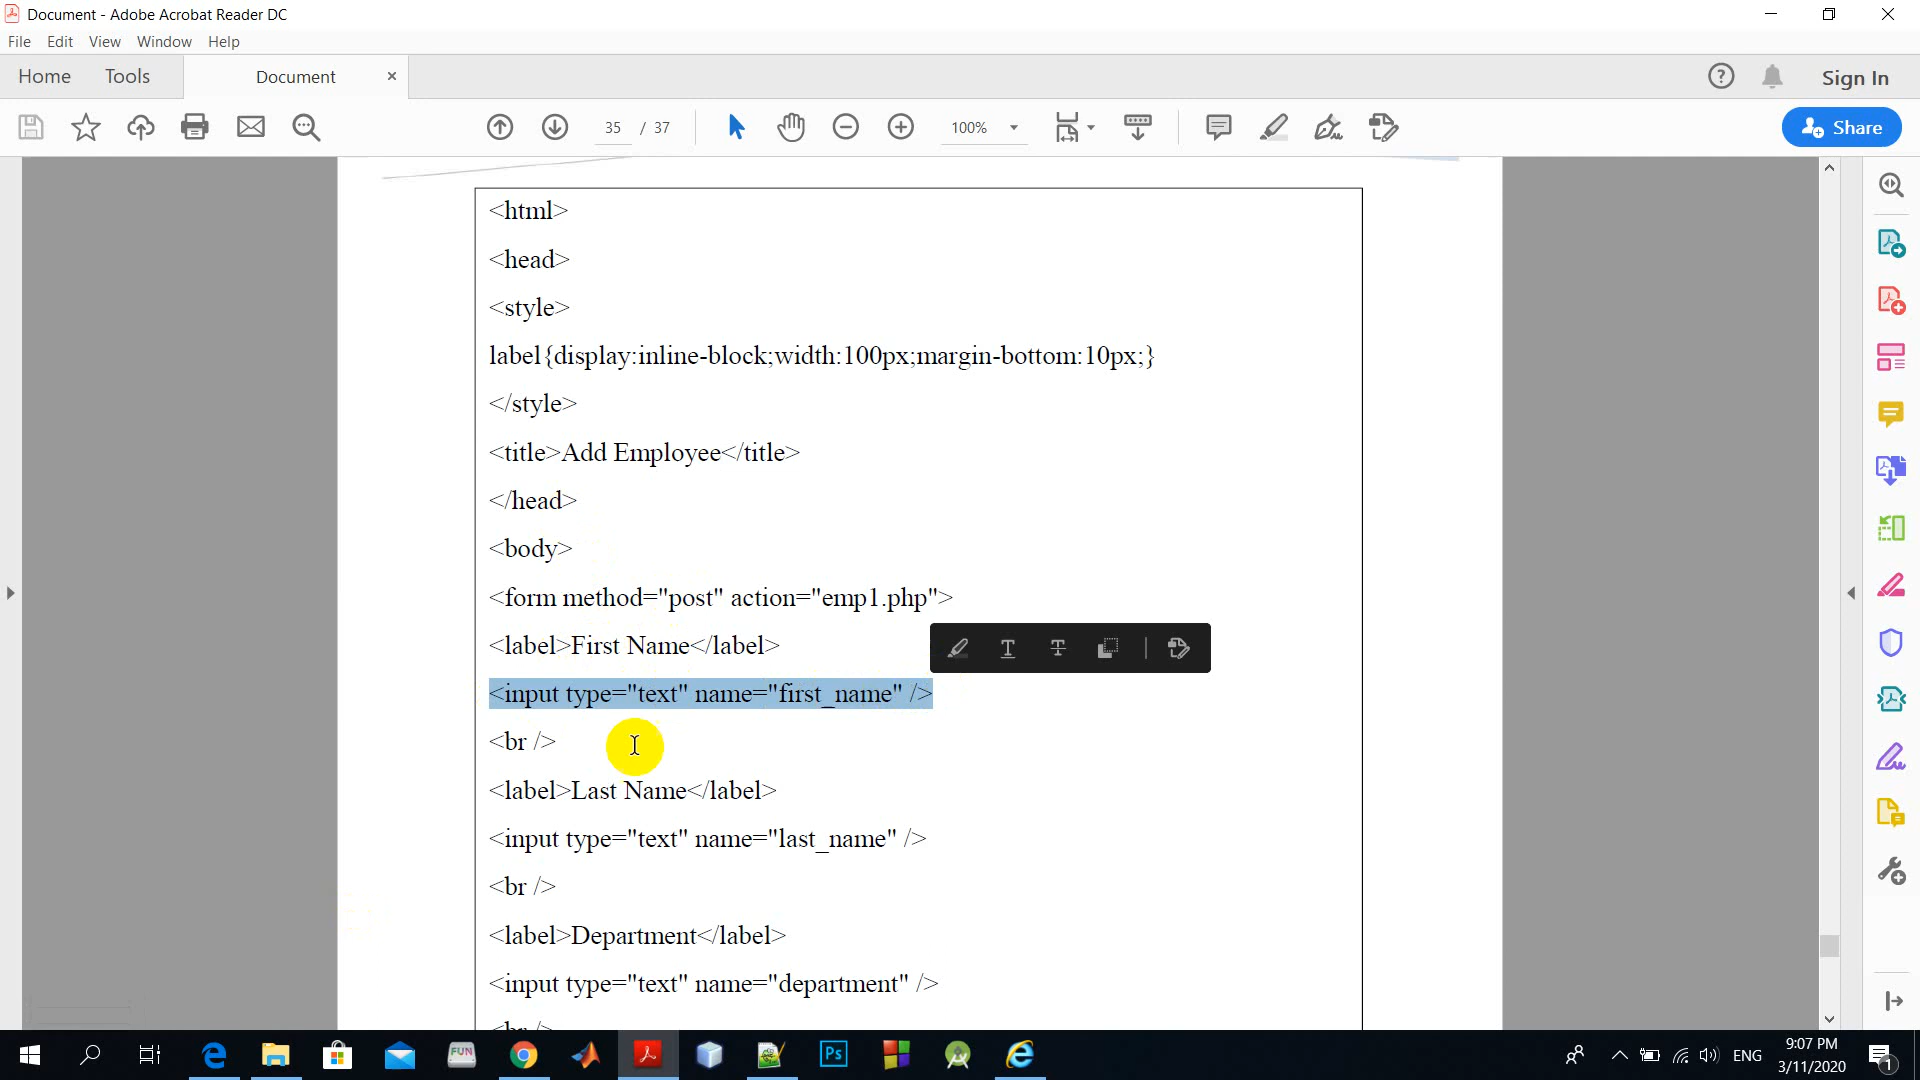 Document - Adobe Acrobat Reader DC
File Edit View Window Help
Home Tools Document Sign In
35 / 37 100% Share
<html>
<head>
<style>
label{display:inline-block;width:100px;margin-bottom:10px;}
</style>
<title>Add Employee</title>
</head>
<body>
<form method="post" action="emp1.php">
<label>First Name</label>
<input type="text" name="first_name" />
<br />
<label>Last Name</label>
<input type="text" name="last_name" />
<br />
<label>Department</label>
<input type="text" name="department" />
<br />
FUN Ps ENG 9:07 PM
3/11/2020 1